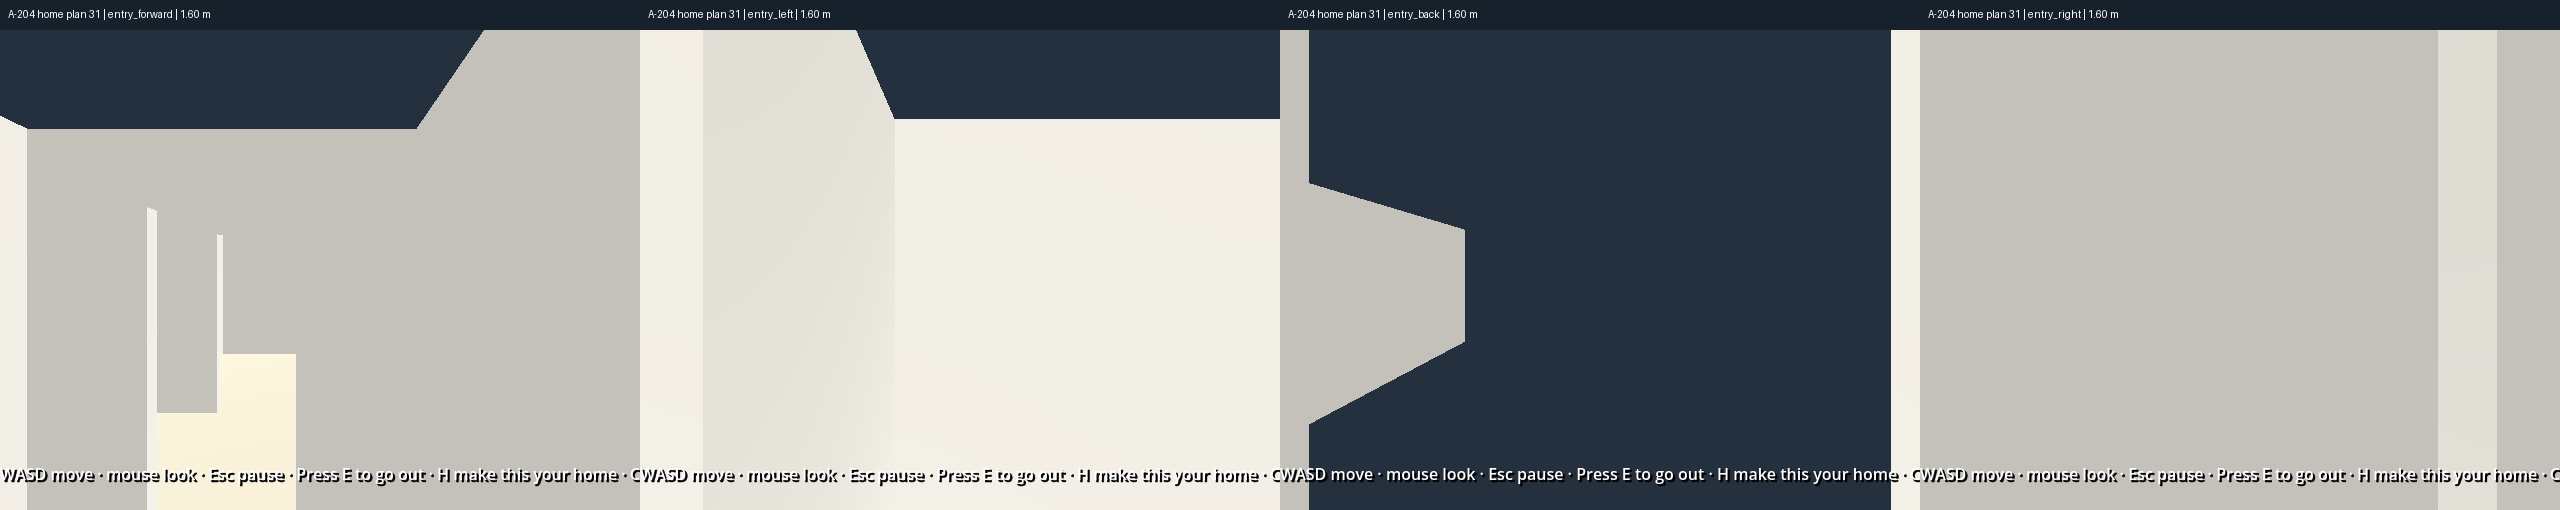 A-204 home plan 31 | entry_forward | 1.60 m
A-204 home plan 31 | entry_left | 1.60 m
A-204 home plan 31 | entry_back | 1.60 m
A-204 home plan 31 | entry_right | 1.60 m
WASD move · mouse look · Esc pause · Press E to go out · H make this your home · C
WASD move · mouse look · Esc pause · Press E to go out · H make this your home · C
WASD move · mouse look · Esc pause · Press E to go out · H make this your home · C
WASD move · mouse look · Esc pause · Press E to go out · H make this your home · C